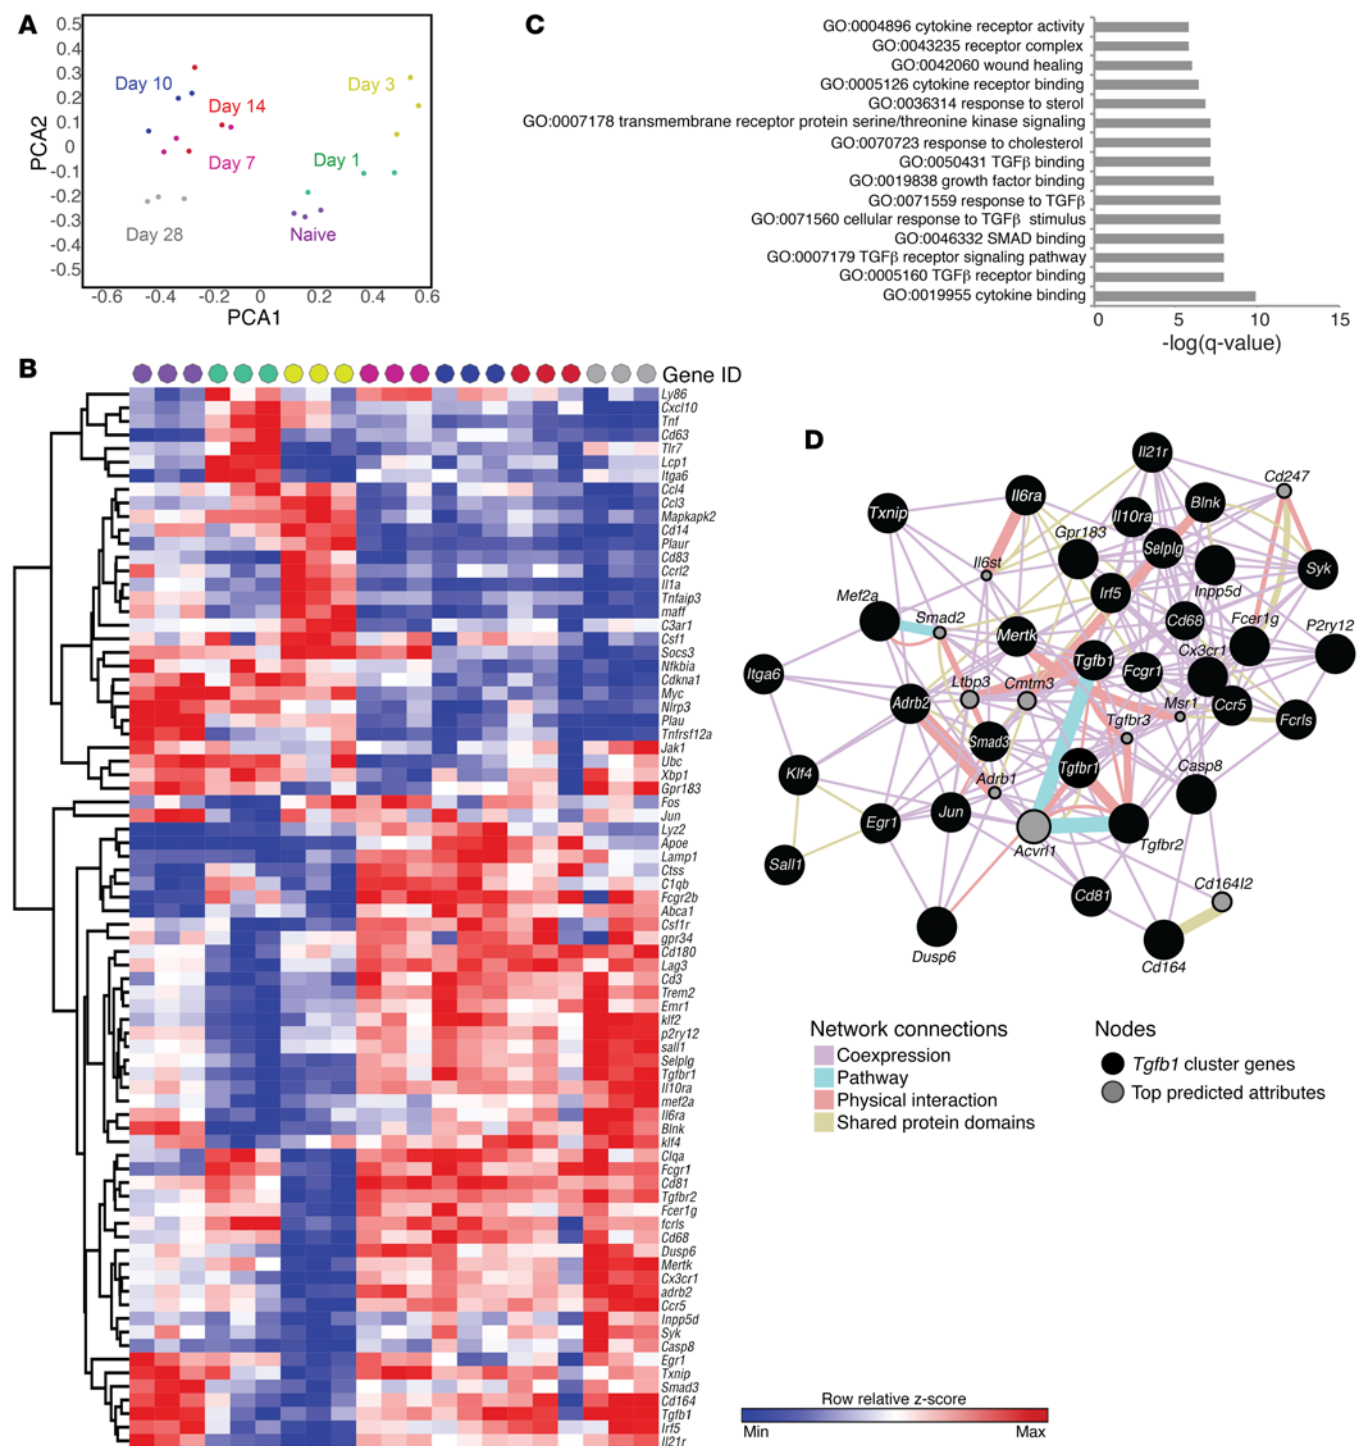 A
0.5
0.4
0.3
0.2
0.1
0
-0.1
-0.2
-0.3
-0.4
-0.5
PCA2
Day 10
Day 14
Day 3
Day 7
Day 1
Day 28
Naive
-0.6 -0.4 -0.2 0 0.2 0.4 0.6
PCA1
C
GO:0004896 cytokine receptor activity
GO:0043235 receptor complex
GO:0042060 wound healing
GO:0005126 cytokine receptor binding
GO:0036314 response to sterol
GO:0007178 transmembrane receptor protein serine/threonine kinase signaling
GO:0070723 response to cholesterol
GO:0050431 TGFβ binding
GO:0019838 growth factor binding
GO:0071559 response to TGFβ
GO:0071560 cellular response to TGFβ stimulus
GO:0046332 SMAD binding
GO:0007179 TGFβ receptor signaling pathway
GO:0005160 TGFβ receptor binding
GO:0019955 cytokine binding
0 5 10 15
-log(q-value)
B
Gene ID
Ly86
Cxcl10
Tnf
Cd63
Tlr7
Lcp1
Itga6
Ccl4
Ccl3
Mapkapk2
Cd14
Plaur
Cd83
Ccrl2
Il1a
Tnfaip3
maff
C3ar1
Csf1
Socs3
Nfkbia
Cdkna1
Myc
Nlrp3
Plau
Tnfrsf12a
Jak1
Ubc
Xbp1
Gpr183
Fos
Jun
Lyz2
Apoe
Lamp1
Ctss
C1qb
Fcgr2b
Abca1
Csf1r
gpr34
Cd180
Lag3
Cd3
Trem2
Emr1
klf2
p2ry12
sall1
Selplg
Tgfbr1
Il10ra
mef2a
Il6ra
Blnk
klf4
Clqa
Fcgr1
Cd81
Tgfbr2
Fcer1g
fcrls
Cd68
Dusp6
Mertk
Cx3cr1
adrb2
Ccr5
Inpp5d
Syk
Casp8
Egr1
Txnip
Smad3
Cd164
Tgfb1
Irf5
Il21r
D
Il21r
Cd247
Il6ra
Blnk
Txnip
Il10ra
Gpr183
Selplg
Il6st
Syk
Inpp5d
Mef2a
Irf5
Smad2
Cd68
Fcer1g
P2ry12
Mertk
Cx3cr1
Tgfb1
Fcgr1
Itga6
Ltbp3
Cmtm3
Adrb2
Msr1
Ccr5
Fcrls
Tgfbr3
Smad3
Klf4
Adrb1
Tgfbr1
Casp8
Egr1
Jun
Acvrl1
Tgfbr2
Sall1
Cd81
Cd164l2
Dusp6
Cd164
Network connections
Coexpression
Pathway
Physical interaction
Shared protein domains
Nodes
Tgfb1 cluster genes
Top predicted attributes
Row relative z-score
Min Max